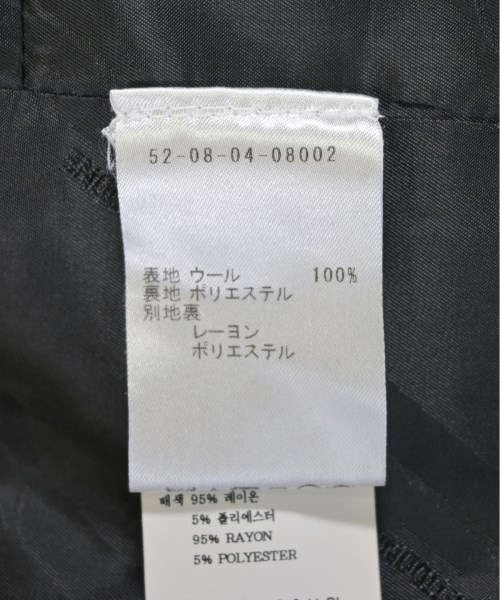 52-08-04-08002
表地 ウール 100%
裏地 ポリエステル
別地裏
レーヨン
ポリエステル
배색 95% 레이온
5% 폴리에스터
95% RAYON
5% POLYESTER